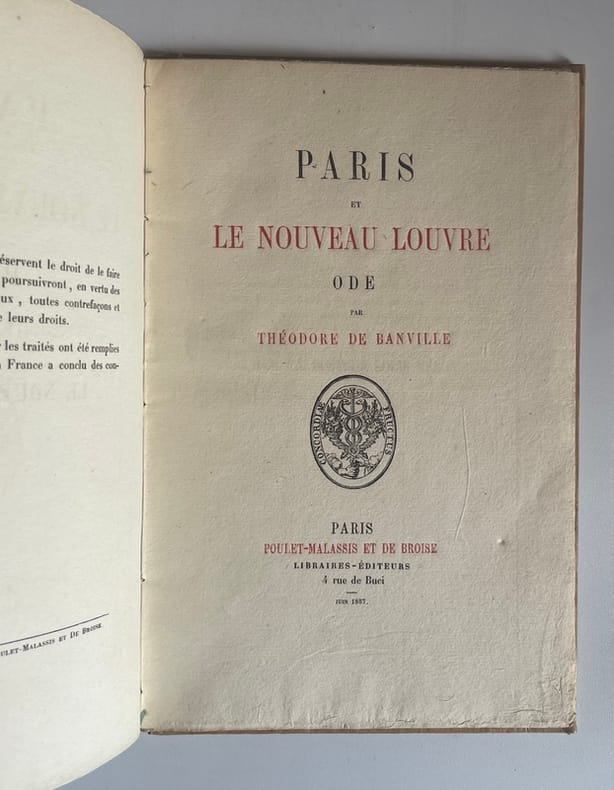 éservent le droit de le faire
poursuivront, en vertu des
ux, toutes contrefaçons et
e leurs droits.
les traités ont été remplies
France a conclu des con-
OULET-MALASSIS ET DE BROISE
PARIS
ET
LE NOUVEAU LOUVRE
ODE
PAR
THÉODORE DE BANVILLE
CONCORDIÆ FRUCTUS
PARIS
POULET-MALASSIS ET DE BROISE
LIBRAIRES-ÉDITEURS
4 rue de Buci
JUIN 1857.